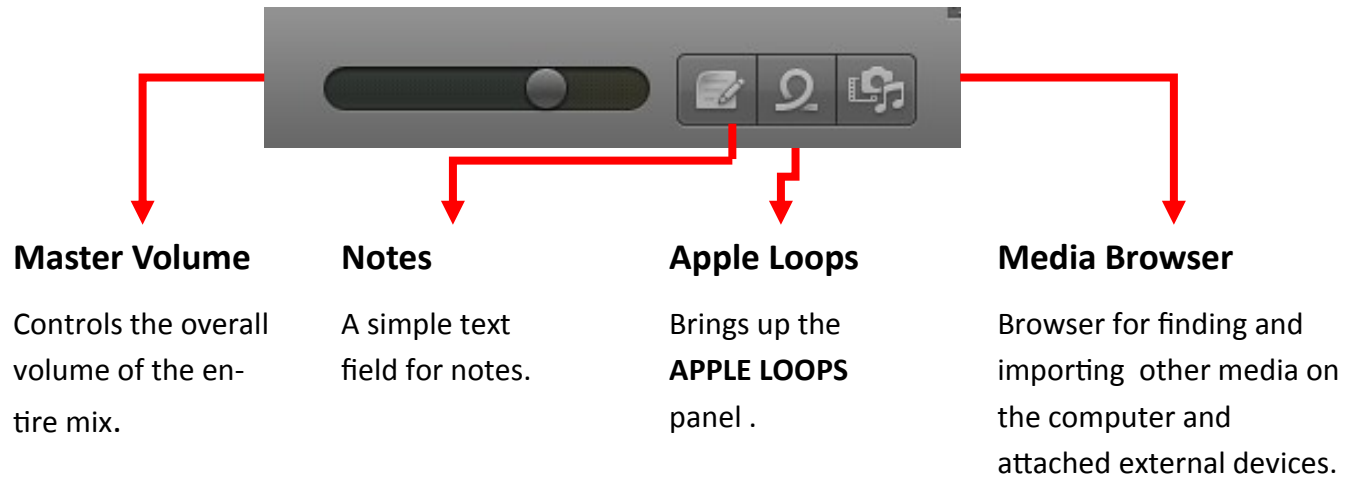 Master Volume
Controls the overall
volume of the en-
tire mix.
Notes
A simple text
field for notes.
Apple Loops
Brings up the
APPLE LOOPS
panel .
Media Browser
Browser for finding and
importing  other media on
the computer and
attached external devices.